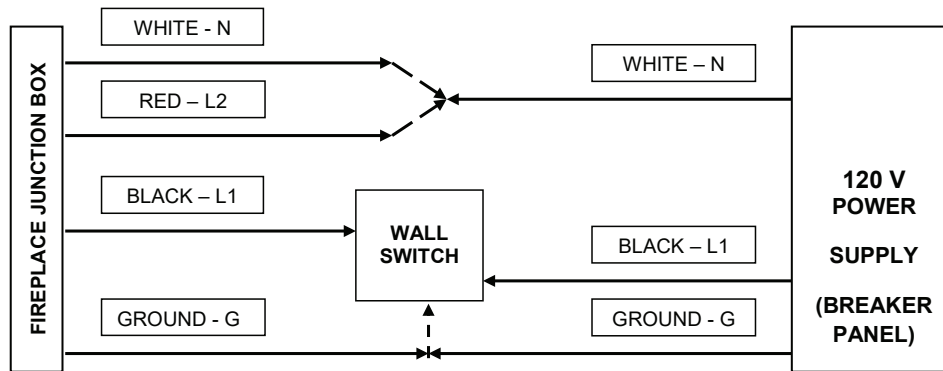 FIREPLACE JUNCTION BOX
WHITE - N
RED – L2
BLACK – L1
GROUND - G
WALL
SWITCH
WHITE – N
BLACK – L1
GROUND - G
120 V
POWER
SUPPLY
(BREAKER
PANEL)